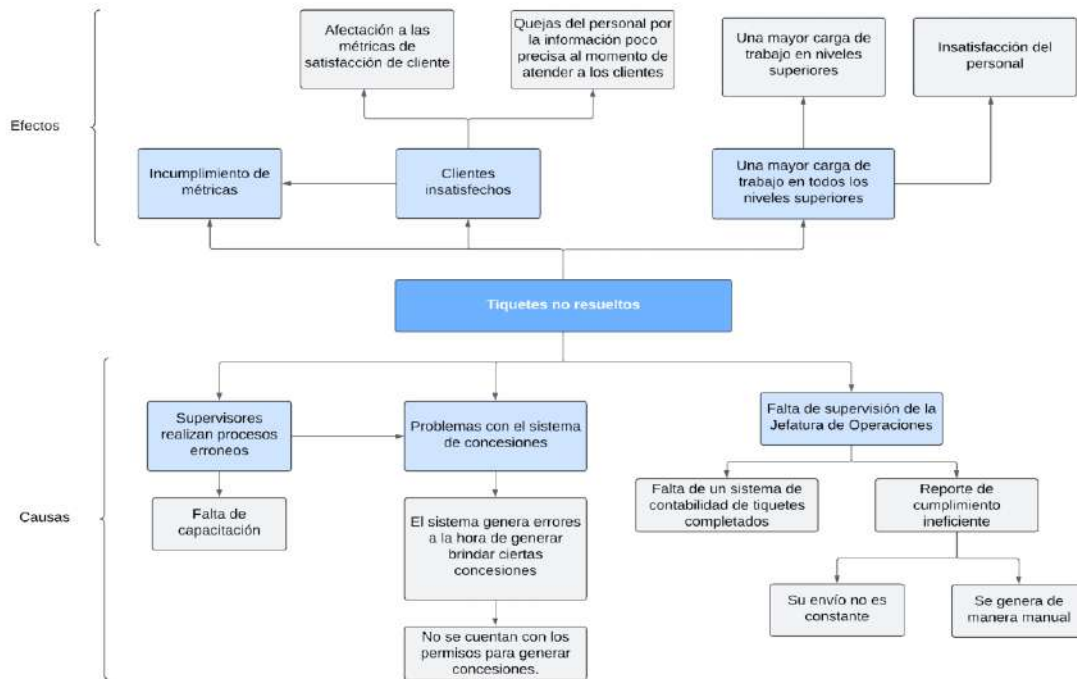 Afectación a las
métricas de
satisfacción de cliente
Quejas del personal por
la información poco
precisa al momento de
atender a los clientes
Una mayor carga de
trabajo en niveles
superiores
Insatisfacción del
personal
Efectos
Incumplimiento de
métricas
Clientes
insatisfechos
Una mayor carga de
trabajo en todos los
niveles superiores
Tiquetes no resueltos
Causas
Supervisores
realizan procesos
erroneos
Problemas con el sistema
de concesiones
Falta de supervisión de la
Jefatura de Operaciones
Falta de
capacitación
El sistema genera errores
a la hora de generar
brindar ciertas
concesiones
Falta de un sistema de
contabilidad de tiquetes
completados
Reporte de
cumplimiento
ineficiente
Su envío no es
constante
Se genera de
manera manual
No se cuentan con los
permisos para generar
concesiones.